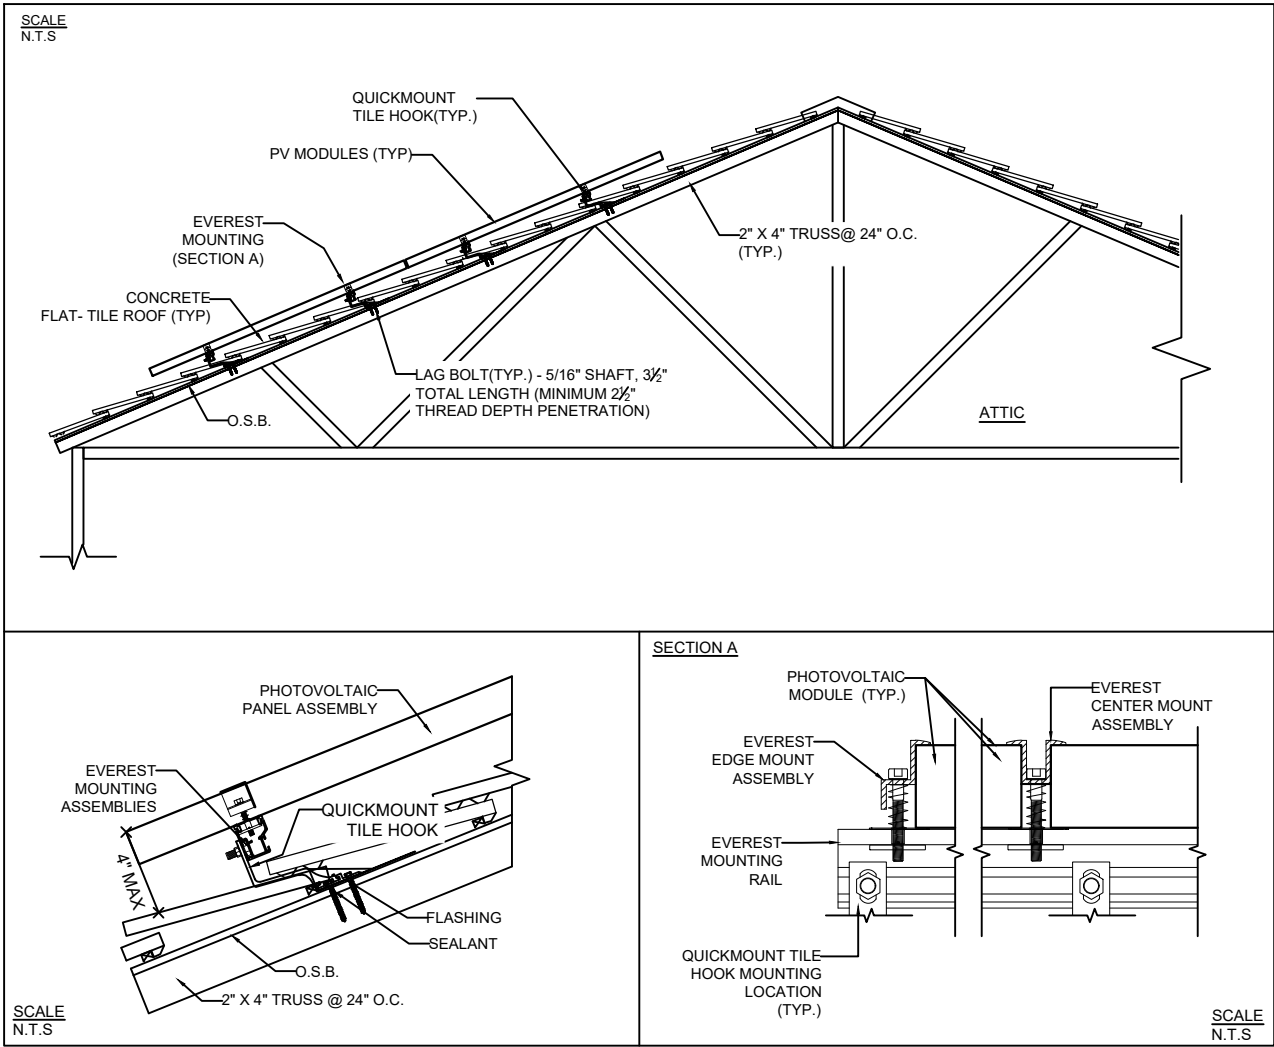 SCALE
N.T.S
QUICKMOUNT
TILE HOOK(TYP.)
PV MODULES (TYP)
EVEREST
MOUNTING
(SECTION A)
2" X 4" TRUSS@ 24" O.C.
(TYP.)
CONCRETE
FLAT- TILE ROOF (TYP)
LAG BOLT(TYP.) - 5/16" SHAFT, 3½"
TOTAL LENGTH (MINIMUM 2½"
THREAD DEPTH PENETRATION)
O.S.B.
ATTIC
PHOTOVOLTAIC
PANEL ASSEMBLY
EVEREST
MOUNTING
ASSEMBLIES
QUICKMOUNT
TILE HOOK
4" MAX
FLASHING
SEALANT
O.S.B.
2" X 4" TRUSS @ 24" O.C.
SCALE
N.T.S
SECTION A
PHOTOVOLTAIC
MODULE (TYP.)
EVEREST
CENTER MOUNT
ASSEMBLY
EVEREST
EDGE MOUNT
ASSEMBLY
EVEREST
MOUNTING
RAIL
QUICKMOUNT TILE
HOOK MOUNTING
LOCATION
(TYP.)
SCALE
N.T.S